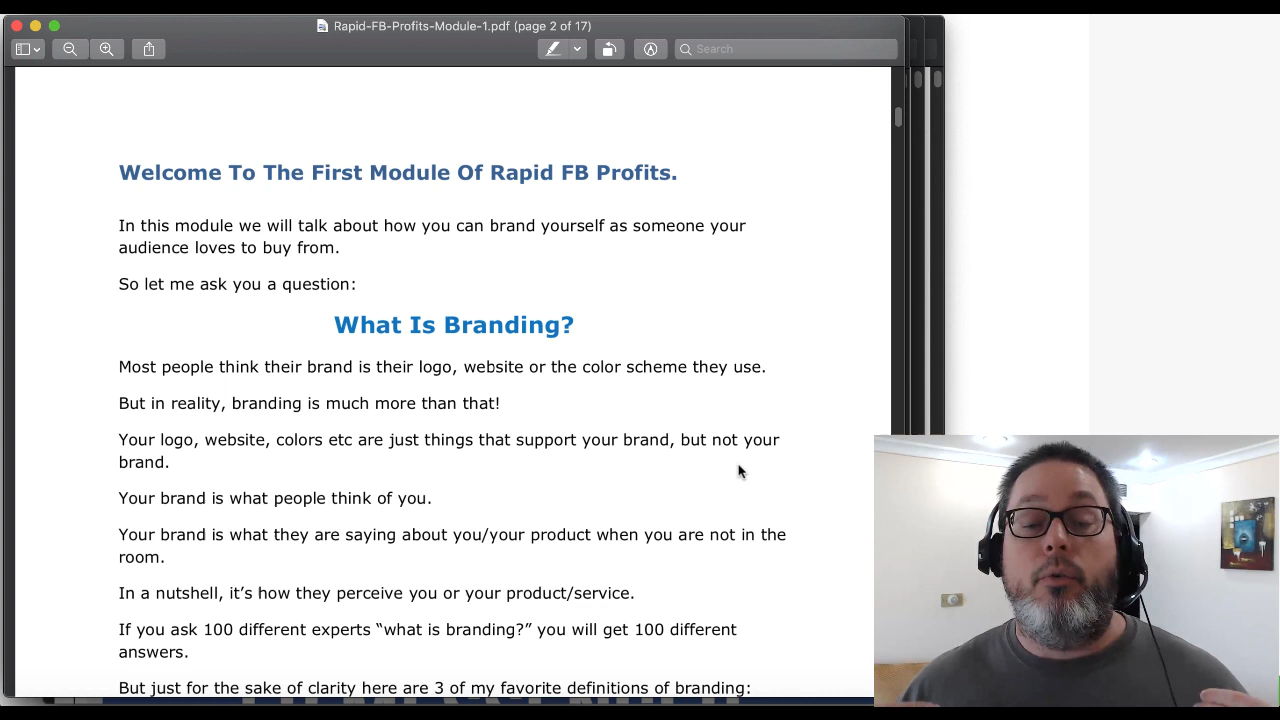 Rapid-FB-Profits-Module-1.pdf (page 2 of 17)
Search
Welcome To The First Module Of Rapid FB Profits.
In this module we will talk about how you can brand yourself as someone your
audience loves to buy from.
So let me ask you a question:
What Is Branding?
Most people think their brand is their logo, website or the color scheme they use.
But in reality, branding is much more than that!
Your logo, website, colors etc are just things that support your brand, but not your
brand.
Your brand is what people think of you.
Your brand is what they are saying about you/your product when you are not in the
room.
In a nutshell, it’s how they perceive you or your product/service.
If you ask 100 different experts “what is branding?” you will get 100 different
answers.
But just for the sake of clarity here are 3 of my favorite definitions of branding: